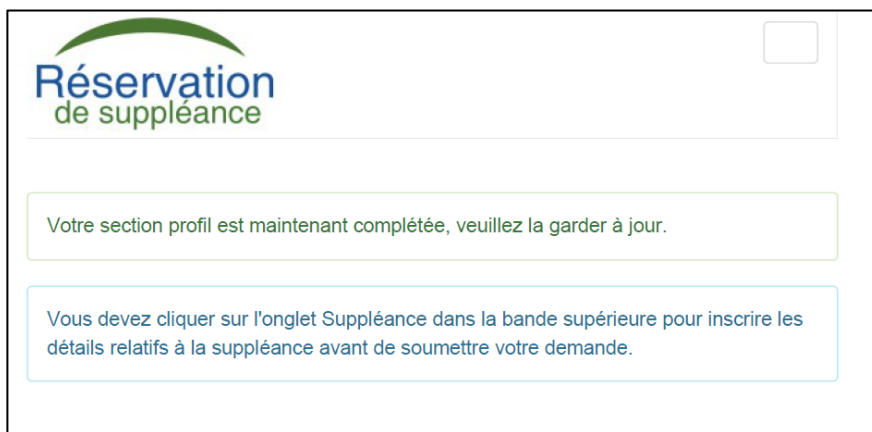 Réservation
de suppléance
Votre section profil est maintenant complétée, veuillez la garder à jour.
Vous devez cliquer sur l'onglet Suppléance dans la bande supérieure pour inscrire les
détails relatifs à la suppléance avant de soumettre votre demande.